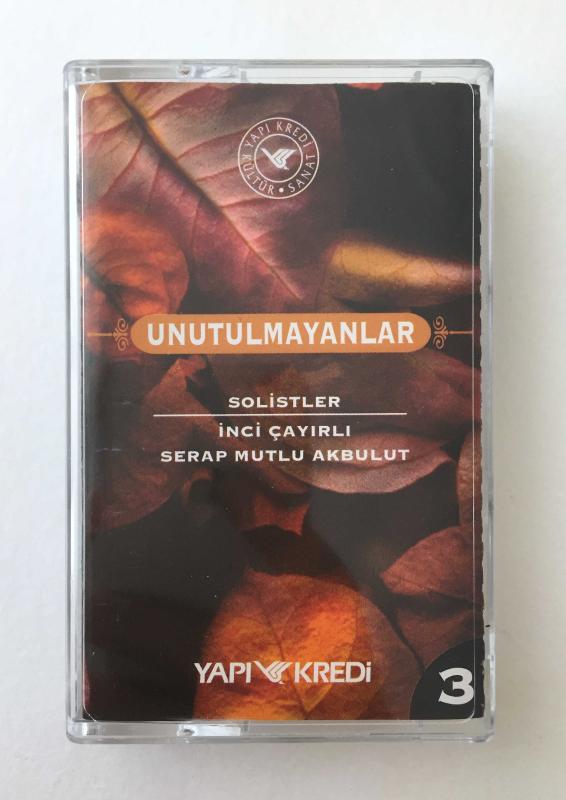 YAPI KREDİ
KÜLTÜR • SANAT
UNUTULMAYANLAR
SOLİSTLER
İNCİ ÇAYIRLI
SERAP MUTLU AKBULUT
YAPI KREDi
3